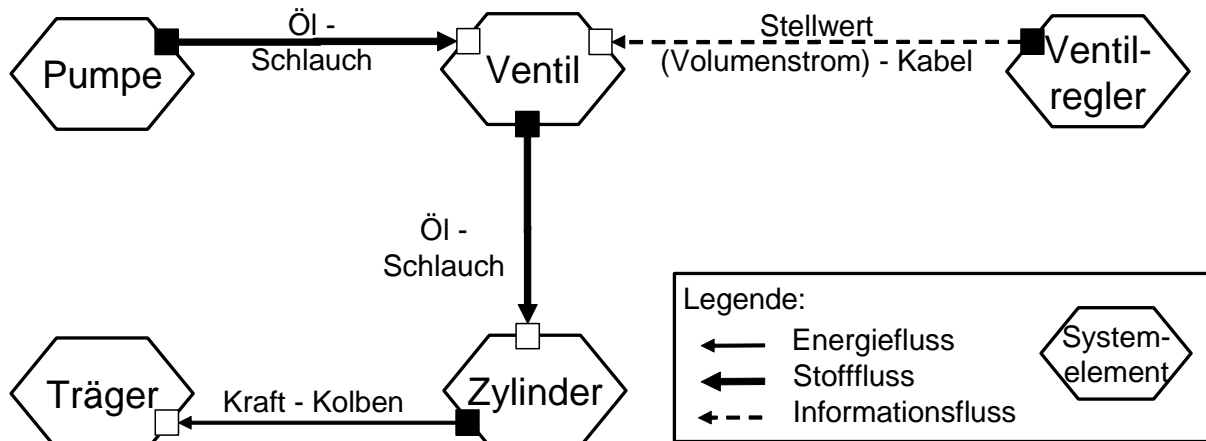 Öl -
Schlauch
Pumpe
Ventil
Stellwert
(Volumenstrom) - Kabel
Ventil-
regler
Öl -
Schlauch
Träger
Kraft - Kolben
Zylinder
Legende:
Energiefluss
Stofffluss
Informationsfluss
System-
element